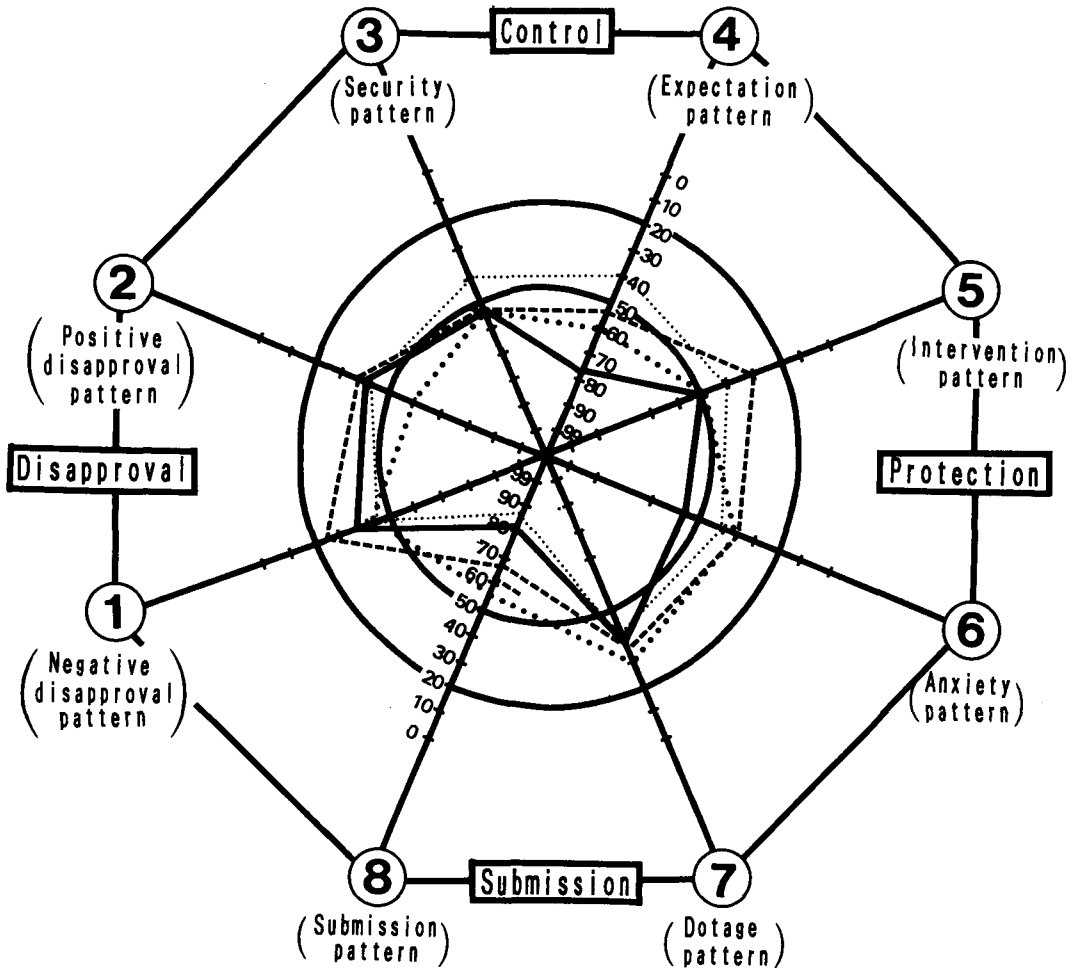 3
Control
4
(Security
pattern)
(Expectation
pattern)
0
10
20
30
40
50
60
70
80
90
99
2
(Positive
disapproval
pattern)
5
(Intervention
pattern)
Disapproval
Protection
99
90
80
70
60
50
40
30
20
10
0
1
(Negative
disapproval
pattern)
6
(Anxiety
pattern)
8
Submission
7
(Submission
pattern)
(Dotage
pattern)